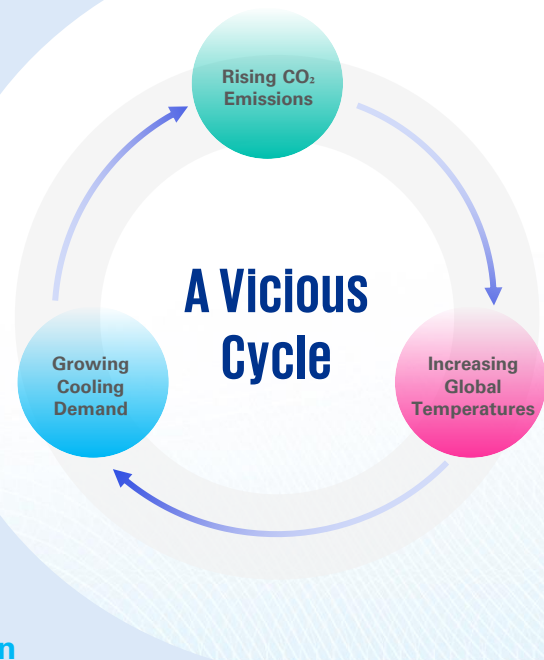 Rising CO₂
Emissions
A Vicious
Cycle
Growing
Cooling
Demand
Increasing
Global
Temperatures
n